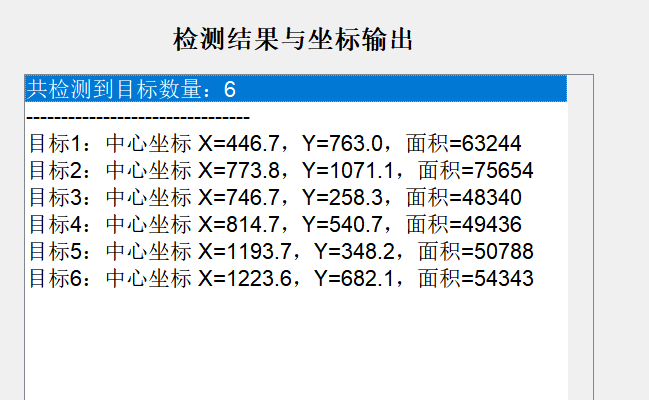 检测结果与坐标输出
共检测到目标数量：6
--------------------------------
目标1：中心坐标 X=446.7，Y=763.0，面积=63244
目标2：中心坐标 X=773.8，Y=1071.1，面积=75654
目标3：中心坐标 X=746.7，Y=258.3，面积=48340
目标4：中心坐标 X=814.7，Y=540.7，面积=49436
目标5：中心坐标 X=1193.7，Y=348.2，面积=50788
目标6：中心坐标 X=1223.6，Y=682.1，面积=54343